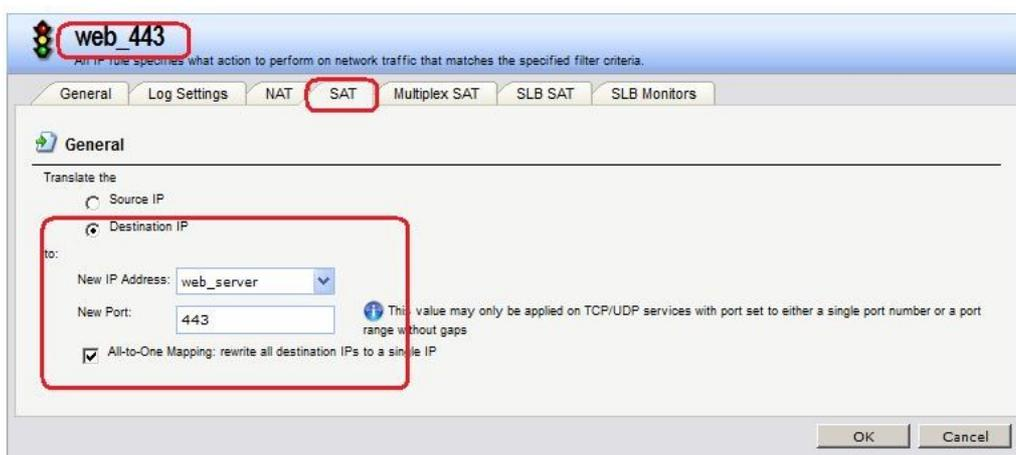 web_443
An IP rule specifies what action to perform on network traffic that matches the specified filter criteria.
General Log Settings NAT SAT Multiplex SAT SLB SAT SLB Monitors
General
Translate the
Source IP
Destination IP
to:
New IP Address: web_server
New Port: 443
This value may only be applied on TCP/UDP services with port set to either a single port number or a port
range without gaps
All-to-One Mapping: rewrite all destination IPs to a single IP
OK Cancel